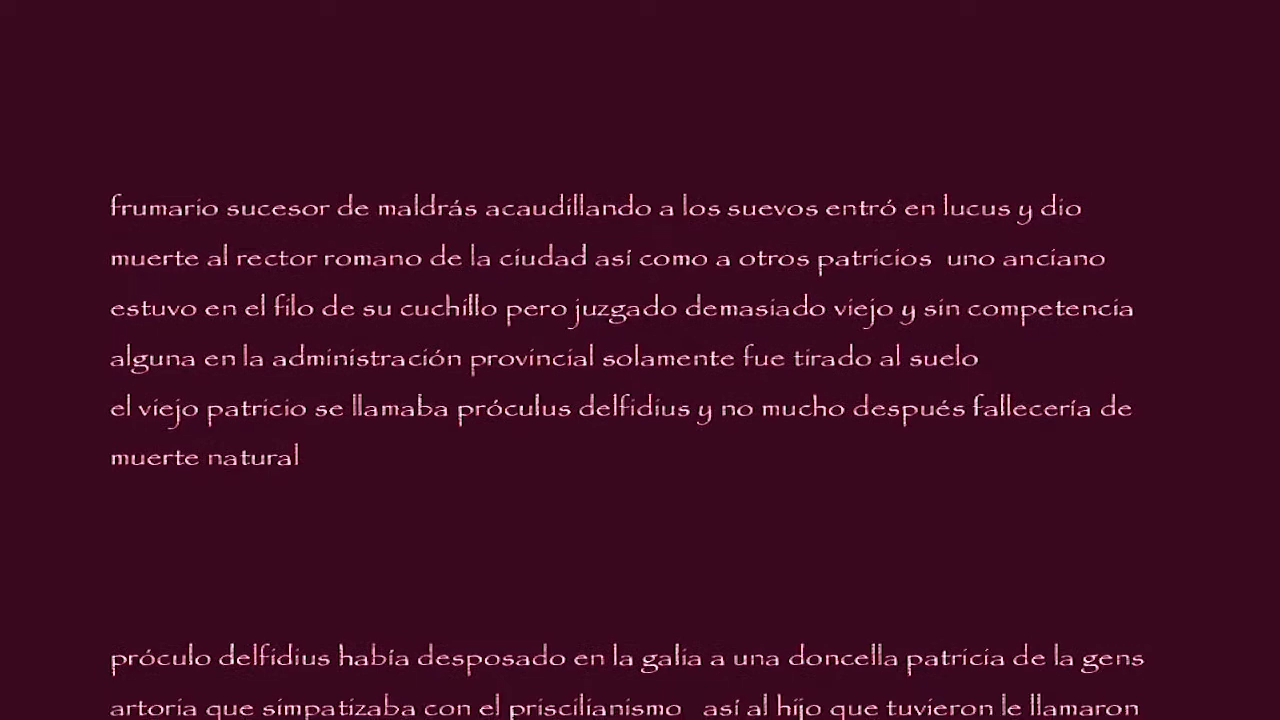 frumario sucesor de maldrás acaudillando a los suevos entró en lucus y dio
muerte al rector romano de la ciudad así como a otros patricios uno anciano
estuvo en el filo de su cuchillo pero juzgado demasiado viejo y sin competencia
alguna en la administración provincial solamente fue tirado al suelo
el viejo patricio se llamaba próculus delfidius y no mucho después fallecería de
muerte natural
próculo delfidius había desposado en la galia a una doncella patricia de la gens
artoria que simpatizaba con el priscilianismo así al hijo que tuvieron le llamaron